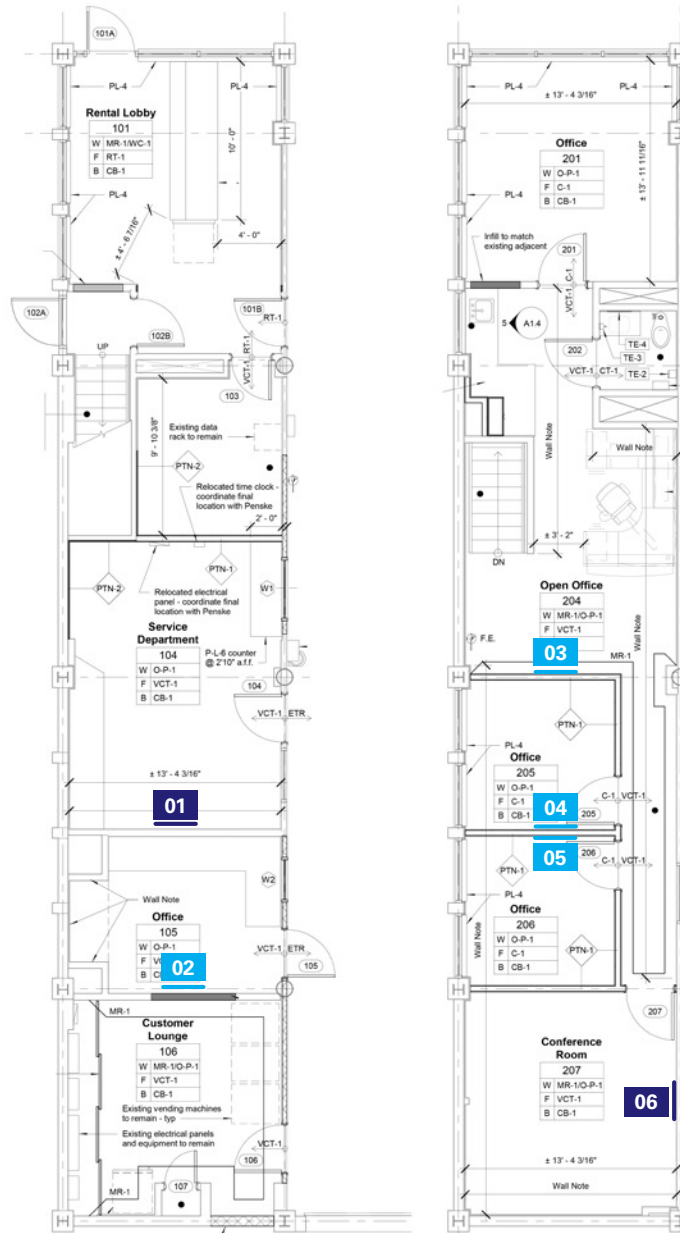 101A
PL-4
PL-4
Rental Lobby
101
W MR-1/WC-1
F RT-1
B CB-1
10' - 0"
PL-4
± 4' - 6 7/16"
4' - 0"
102A
102B
101B
RT-1
UP
VCT-1 RT-1
103
9' - 10 3/8"
Existing data
rack to remain
PTN-2
Relocated time clock -
coordinate final
location with Penske
2' - 0"
PTN-2
PTN-1
W1
Relocated electrical
panel - coordinate final
location with Penske
Service
Department
104
W O-P-1
F VCT-1
B CB-1
P-L-6 counter
@ 2'10" a.f.f.
104
VCT-1 ETR
± 13' - 4 3/16"
01
W2
Wall Note
Office
105
W O-P-1
02
VCT-1 ETR
105
MR-1
Customer
Lounge
106
W MR-1/O-P-1
F VCT-1
B CB-1
Existing vending machines
to remain - typ
Existing electrical panels
and equipment to remain
VCT-1
106
107
MR-1
PL-4
PL-4
± 13' - 4 3/16"
Office
201
W O-P-1
F C-1
B CB-1
± 13' - 11 11/16"
PL-4
Infill to match
existing adjacent
201
VCT-1 C-1
5
A1.4
TE-4
TE-3
TE-2
202
VCT-1 CT-1
Wall Note
Wall Note
± 3' - 2"
DN
Open Office
204
W MR-1/O-P-1
F VCT-1
Wall Note
F.E.
03
MR-1
PTN-1
PL-4
Office
205
W O-P-1
F C-1
B CB-1
04
C-1 VCT-1
205
05
206
C-1 VCT-1
PTN-1
PL-4
Wall Note
Office
206
W O-P-1
F C-1
B CB-1
PTN-1
207
Conference
Room
207
W MR-1/O-P-1
F VCT-1
B CB-1
06
± 13' - 4 3/16"
Wall Note